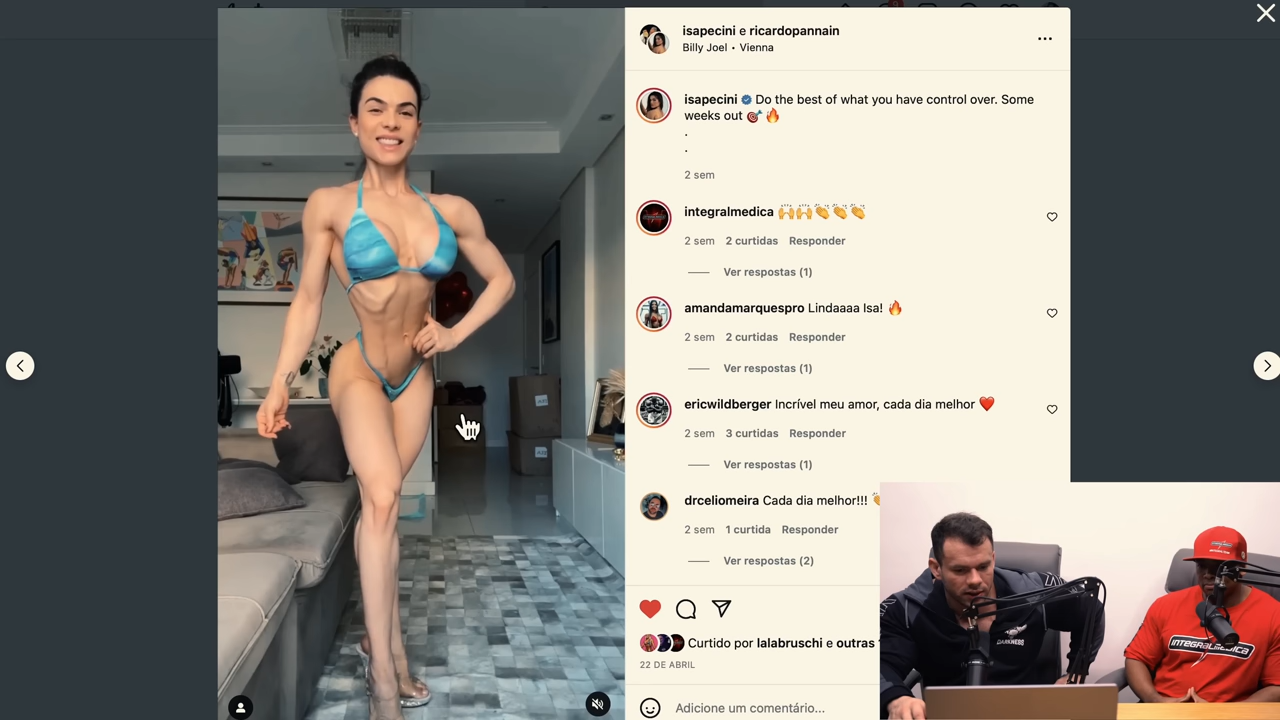 isapecini e ricardopannain
Billy Joel • Vienna
isapecini Do the best of what you have control over. Some
weeks out 🎯🔥
.
.
2 sem
integralmedica 🙌🙌👏👏👏
2 sem 2 curtidas Responder
Ver respostas (1)
amandamarquespro Lindaaaa Isa! 🔥
2 sem 2 curtidas Responder
Ver respostas (1)
ericwildberger Incrível meu amor, cada dia melhor ❤️
2 sem 3 curtidas Responder
Ver respostas (1)
drceliomeira Cada dia melhor!!!
2 sem 1 curtida Responder
Ver respostas (2)
Curtido por lalabruschi e outras
22 DE ABRIL
Adicione um comentário...
DARKNESS
INTEGRALMEDICA